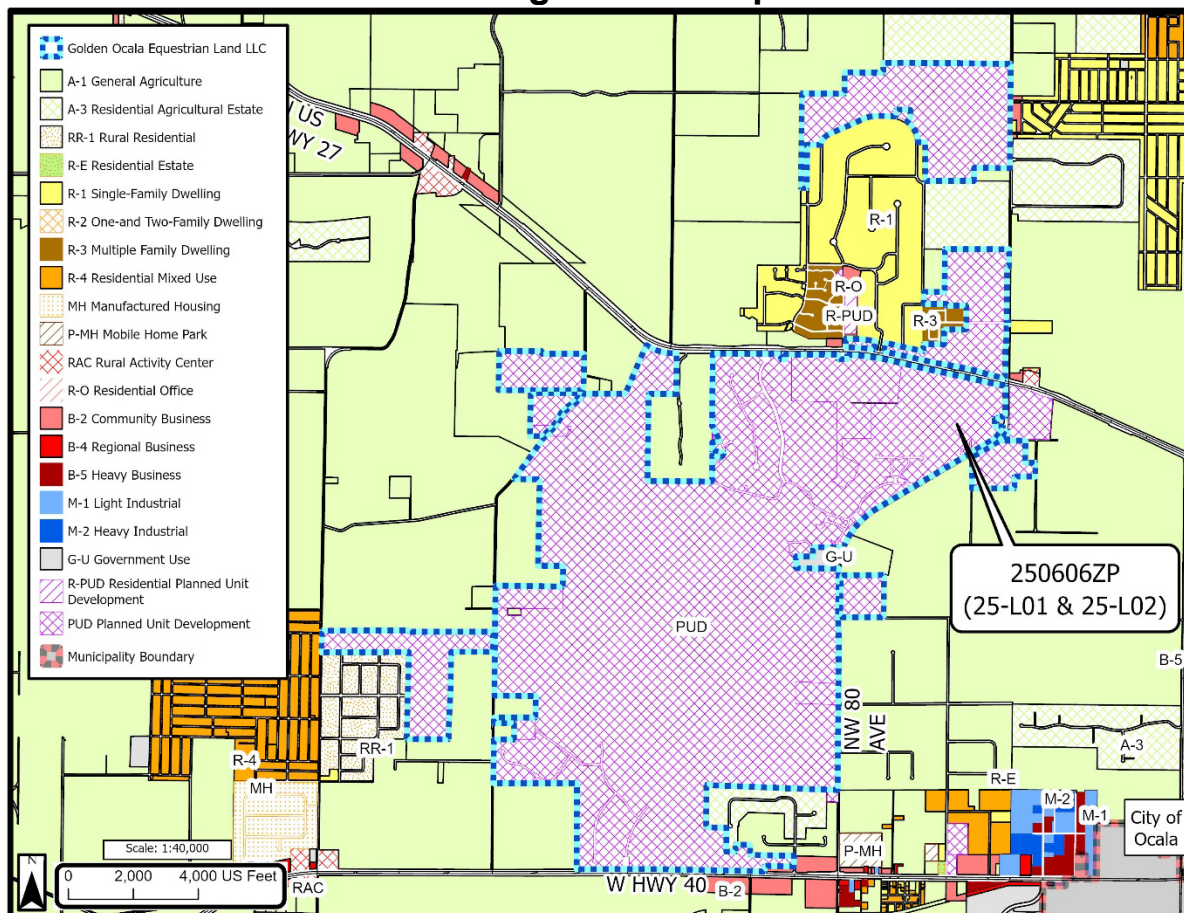 Golden Ocala Equestrian Land LLC
A-1 General Agriculture
A-3 Residential Agricultural Estate
RR-1 Rural Residential
R-E Residential Estate
R-1 Single-Family Dwelling
R-2 One-and Two-Family Dwelling
R-3 Multiple Family Dwelling
R-4 Residential Mixed Use
MH Manufactured Housing
P-MH Mobile Home Park
RAC Rural Activity Center
R-O Residential Office
B-2 Community Business
B-4 Regional Business
B-5 Heavy Business
M-1 Light Industrial
M-2 Heavy Industrial
G-U Government Use
R-PUD Residential Planned Unit
Development
PUD Planned Unit Development
Municipality Boundary
US
HWY 27
R-1
R-O
R-PUD
R-3
G-U
250606ZP
(25-L01 & 25-L02)
PUD
B-5
NW 80
AVE
RR-1
A-3
R-4
R-E
MH
M-2
M-1
City of
Ocala
Scale: 1:40,000
P-MH
N
0 2,000 4,000 US Feet
RAC
W HWY 40
B-2